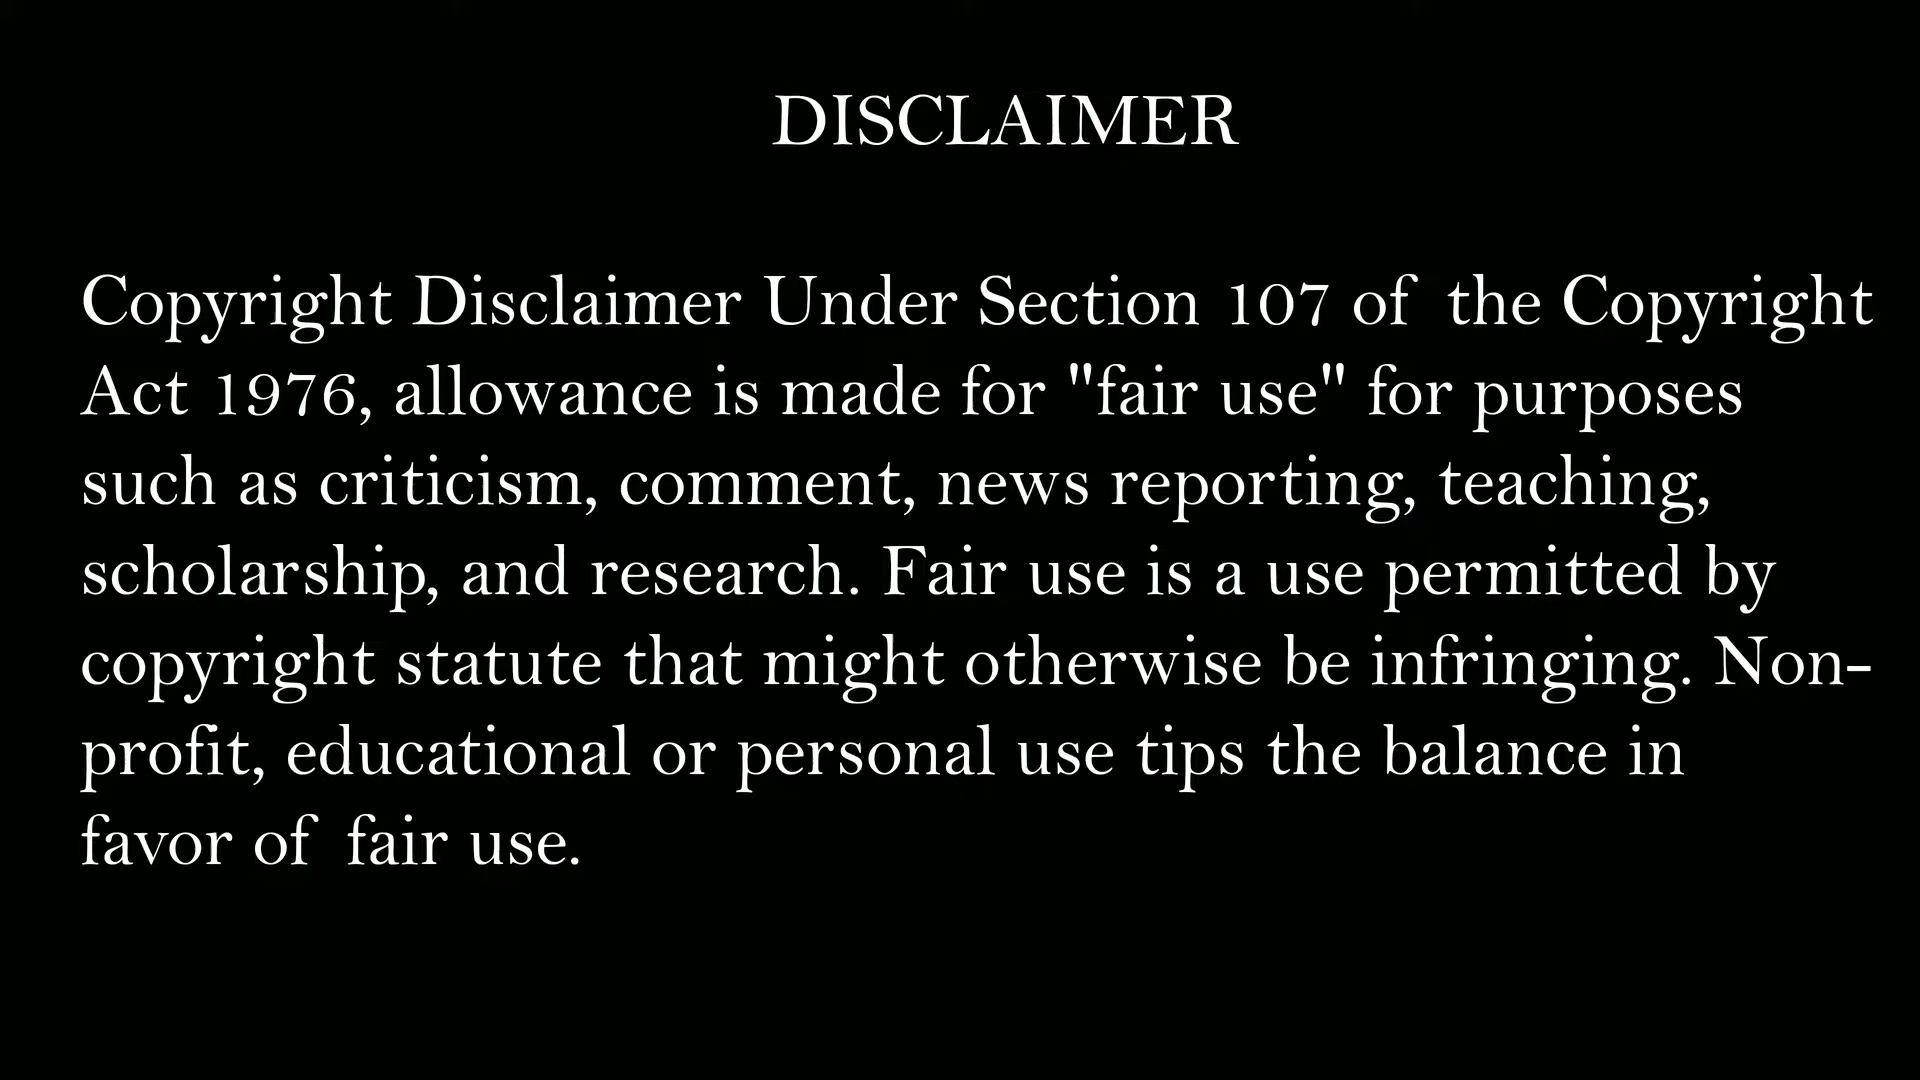 DISCLAIMER
Copyright Disclaimer Under Section 107 of the Copyright
Act 1976, allowance is made for "fair use" for purposes
such as criticism, comment, news reporting, teaching,
scholarship, and research. Fair use is a use permitted by
copyright statute that might otherwise be infringing. Non-
profit, educational or personal use tips the balance in
favor of fair use.